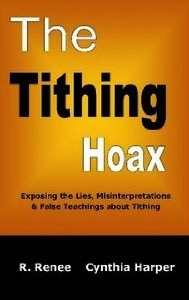 The
Tithing
Hoax
Exposing the Lies, Misinterpretations
& False Teachings about Tithing
R. Renee Cynthia Harper